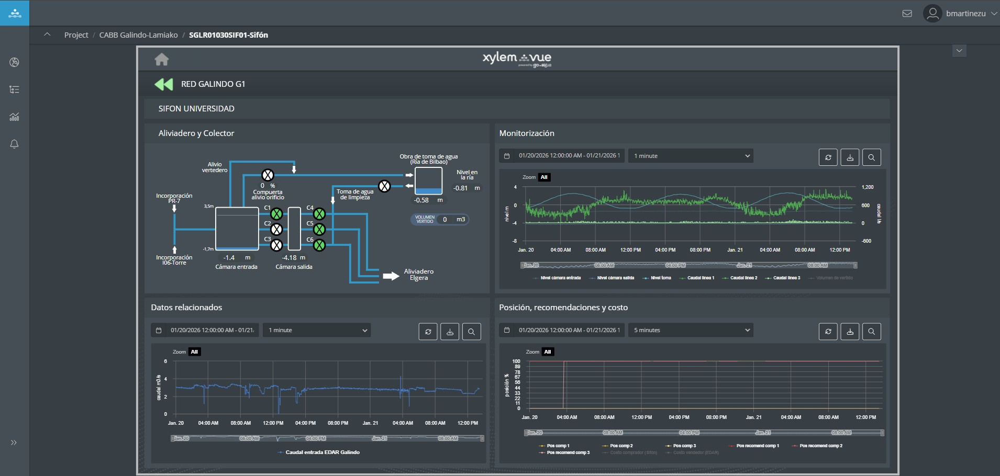 bmartinezu
Project / CABB Galindo-Lamiako / SGLR01030SIF01-Sifón
xylem vue
powered by go-aigua
RED GALINDO G1
SIFON UNIVERSIDAD
Aliviadero y Colector
Alivio
vertedero
0 %
Compuerta
alivio orificio
Obra de toma de agua
(Ría de Bilbao)
Nivel en
la ría
-0.81 m
-0.58 m
Toma de agua
de limpieza
VOLUMEN
VERTIDO
0 m3
Incorporación
PR-7
3,5m
-1,7m
C1
C2
C3
C4
C5
C6
Incorporación
I06-Torre
-1.4 m
Cámara entrada
-4.18 m
Cámara salida
Aliviadero
Elgera
Monitorización
01/20/2026 12:00:00 AM - 01/21/2026 1
1 minute
Zoom All
4
0
-4
-8
nivel m
1,200
600
0
-600
caudal l/s
Jan. 20 04:00 AM 08:00 AM 12:00 PM 04:00 PM 08:00 PM Jan. 21 04:00 AM 08:00 AM 12:00 PM
Jan. 20 08:00 AM 04:00 PM Jan. 21 08:00 AM
Nivel cámara entrada Nivel cámara salida Nivel toma Caudal linea 1 Caudal linea 2 Caudal linea 3 Volumen de vertido
Datos relacionados
01/20/2026 12:00:00 AM - 01/21/
1 minute
Zoom All
6
4
2
0
caudal m3/s
Jan. 20 04:00 AM 08:00 AM 12:00 PM 04:00 PM 08:00 PM Jan. 21 04:00 AM 08:00 AM 12:00 PM
Jan. 20 08:00 AM 04:00 PM Jan. 21 08:00 AM
Caudal entrada EDAR Galindo
Posición, recomendaciones y costo
01/20/2026 12:00:00 AM - 01/21/2026 1
5 minutes
Zoom All
100
89
78
67
56
44
33
22
11
0
posición %
Jan. 20 04:00 AM 08:00 AM 12:00 PM 04:00 PM 08:00 PM Jan. 21 04:00 AM 08:00 AM 12:00 PM
Jan. 20 08:00 AM 04:00 PM Jan. 21 08:00 AM
Pos comp 1 Pos comp 2 Pos comp 3 Pos recomend comp 1 Pos recomend comp 2
Pos recomend comp 3 Costo comprador (Sifón) Costo vendedor (EDAR)